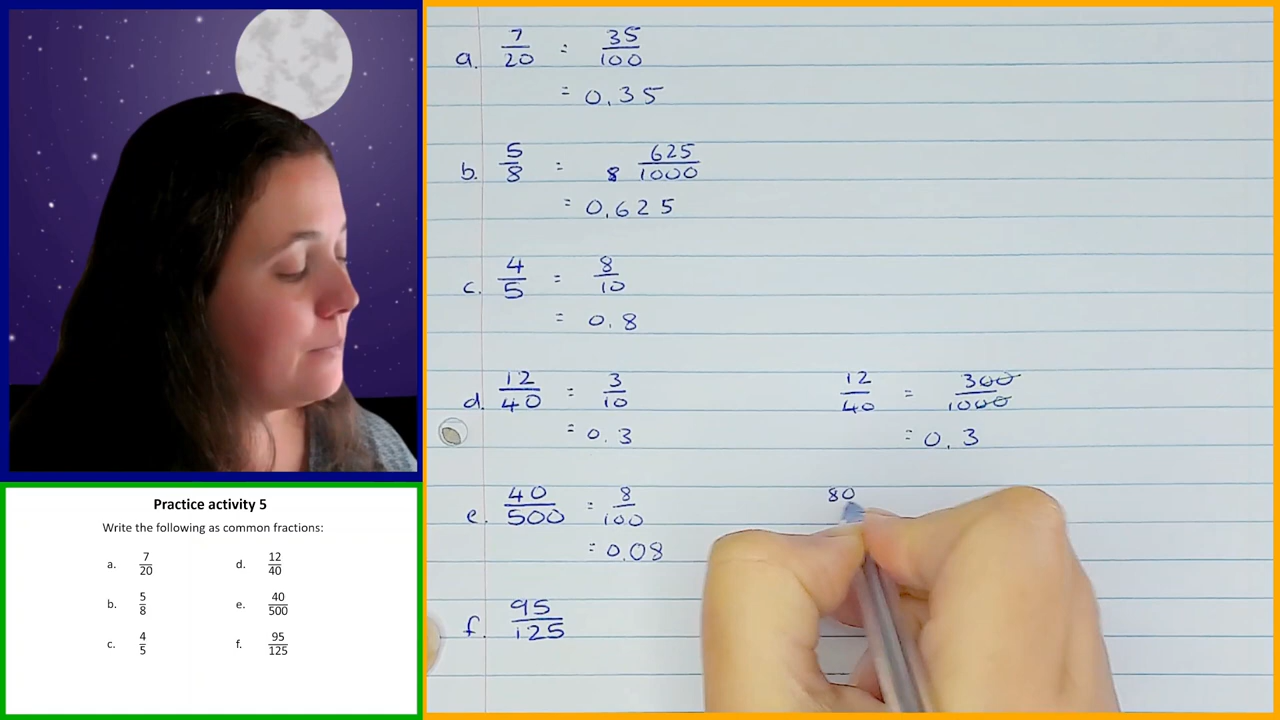 Practice activity 5
Write the following as common fractions:
a. 7/20 d. 12/40
b. 5/8 e. 40/500
c. 4/5 f. 95/125
a. 7/20 = 35/100
= 0.35
b. 5/8 = 8 625/1000
= 0.625
c. 4/5 = 8/10
= 0.8
d. 12/40 = 3/10 12/40 = 300/1000
= 0.3 = 0.3
e. 40/500 = 8/100 80
= 0.08
f. 95/125